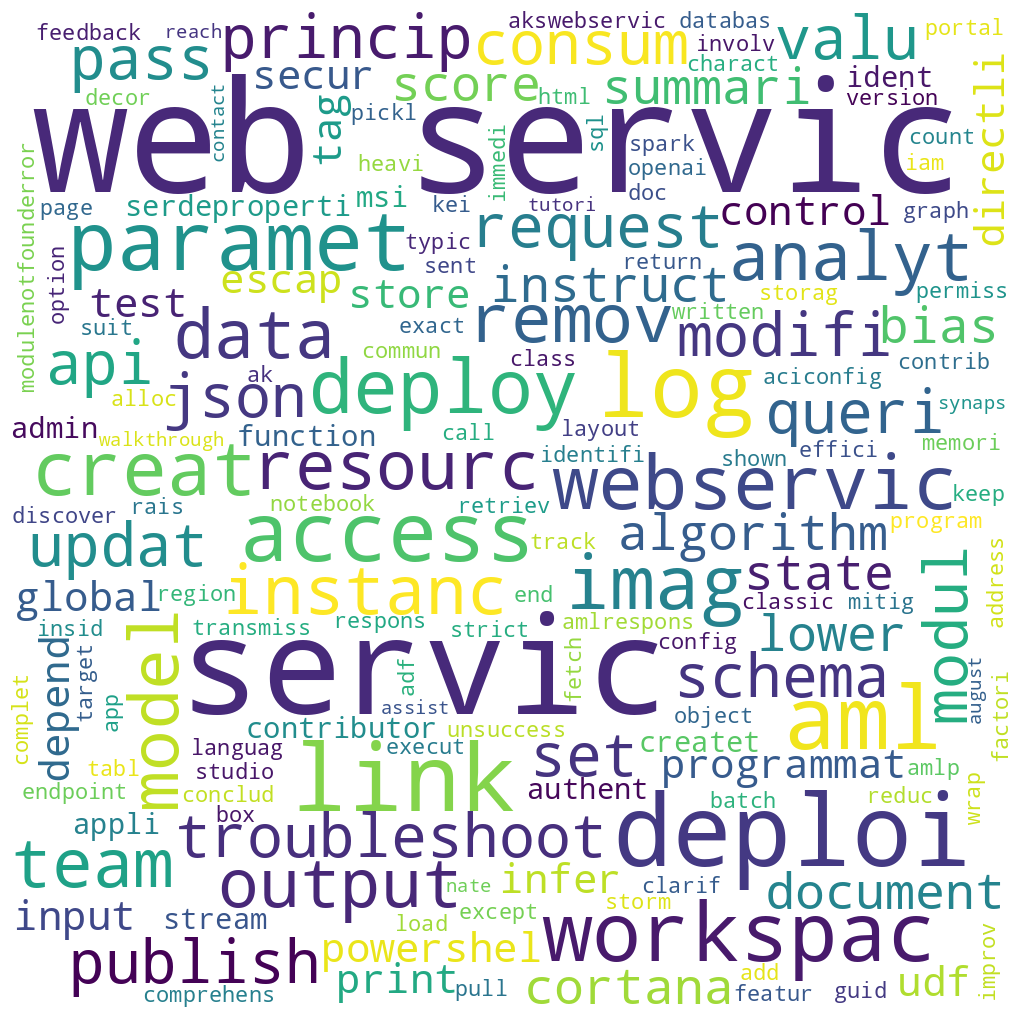 feedback reach akswebservic databas portal
princip consum valu
pass involv
charact
secur score summari ident
decor tag html version
web servic
contact pickl sql spark count
heavi immedi openai iam directli
page serdeproperti msi kei tutori doc
modulenotfounderror paramet typic request control graph
option escap sent instruct return analyt
test store storag permiss
suit data exact remov written modifi bias
api commun class contrib
json ak deploy log aciconfig
alloc queri synaps
admin walkthrough function call layout effici
creat resourc identifi shown memori
discover rais notebook retriev webservic keep
updat access track algorithm program
global region instanc end imag state modul address
insid transmiss respons strict amlrespons classic mitig
model servic config lower
depend target adf fetch schema august
complet app contributor assist unsuccess object aml factori
languag execut set createt
tabl studio link programmat amlp
endpoint conclud authent batch reduc wrap
appli box troubleshoot deploi
team output nate infer clarif document
input stream load except storm workspac
publish powershel add improv
comprehens print pull cortana featur guid udf